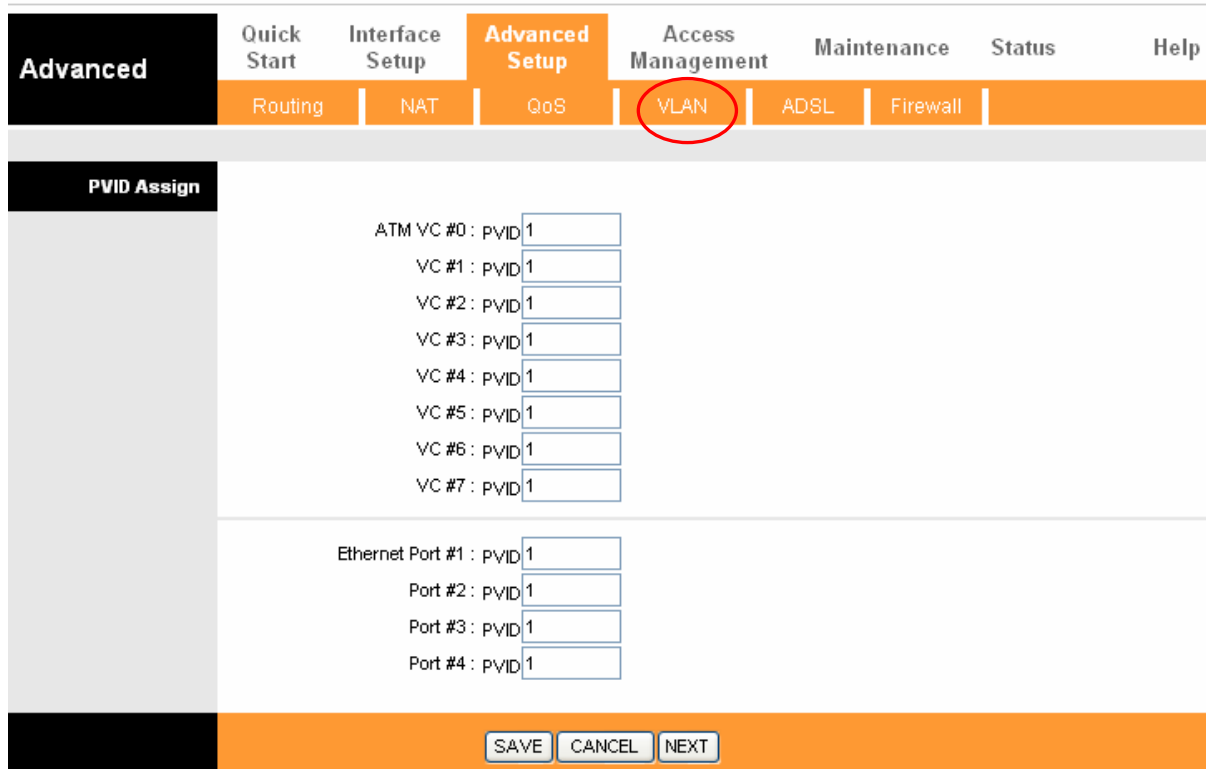 Advanced
Quick Start
Interface Setup
Advanced Setup
Access Management
Maintenance
Status
Help
Routing
NAT
QoS
VLAN
ADSL
Firewall
PVID Assign
ATM VC #0 : PVID 1
VC #1 : PVID 1
VC #2 : PVID 1
VC #3 : PVID 1
VC #4 : PVID 1
VC #5 : PVID 1
VC #6 : PVID 1
VC #7 : PVID 1
Ethernet Port #1 : PVID 1
Port #2 : PVID 1
Port #3 : PVID 1
Port #4 : PVID 1
SAVE CANCEL NEXT